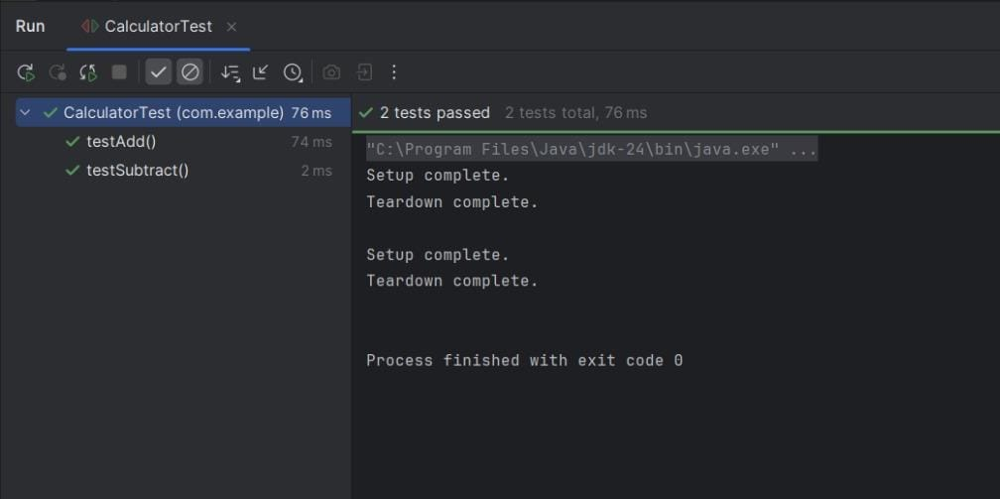 Run CalculatorTest
CalculatorTest (com.example) 76 ms
testAdd() 74 ms
testSubtract() 2 ms
2 tests passed 2 tests total, 76 ms
"C:\Program Files\Java\jdk-24\bin\java.exe" ...
Setup complete.
Teardown complete.
Setup complete.
Teardown complete.
Process finished with exit code 0